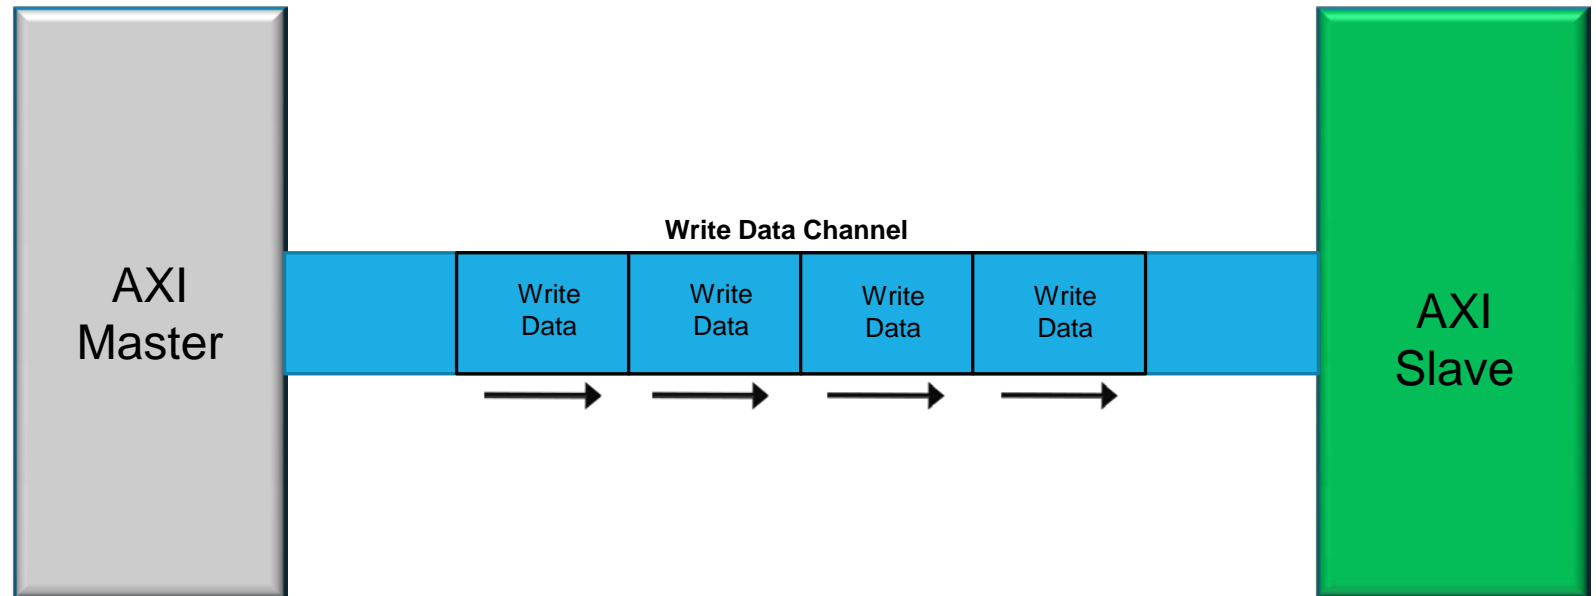 Write Data Channel
AXI
Master
Write
Data
Write
Data
Write
Data
Write
Data
AXI
Slave